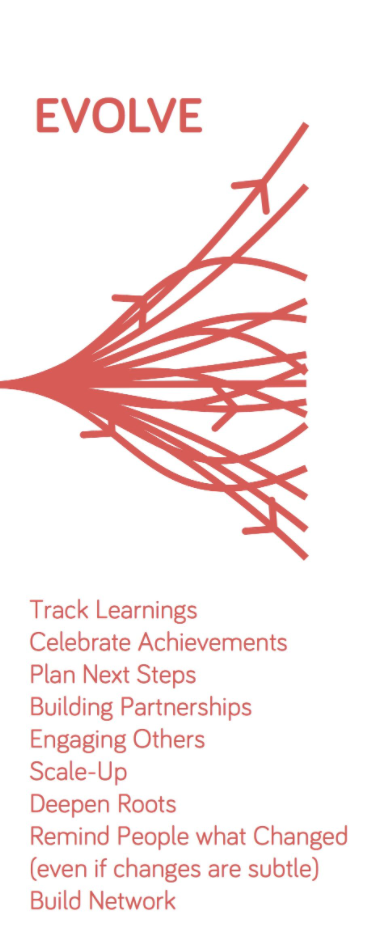 EVOLVE
Track Learnings
Celebrate Achievements
Plan Next Steps
Building Partnerships
Engaging Others
Scale-Up
Deepen Roots
Remind People what Changed
(even if changes are subtle)
Build Network